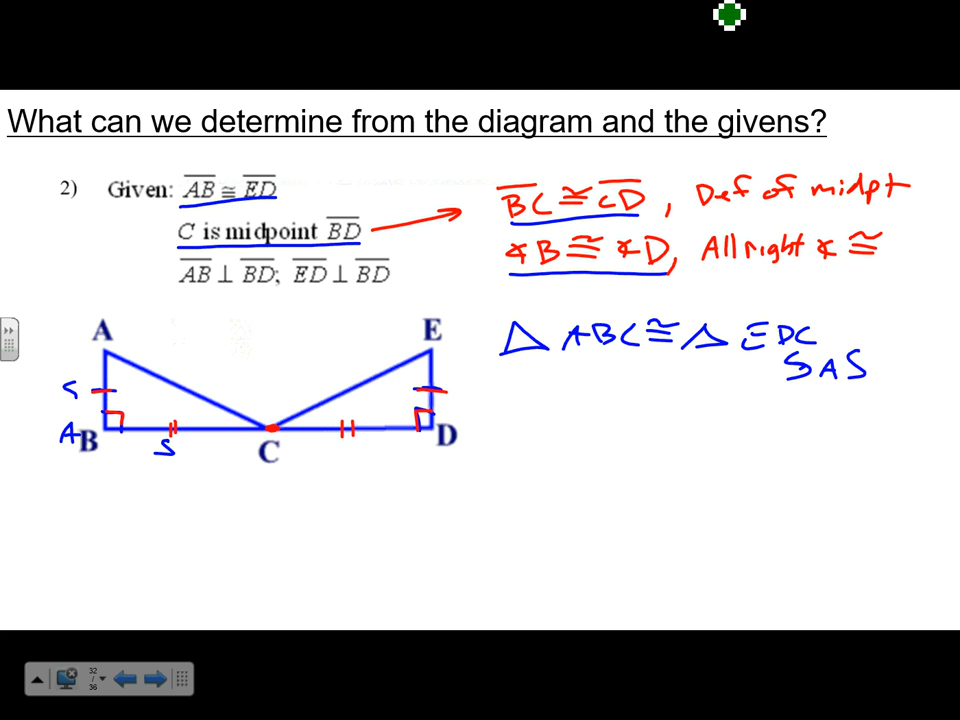 What can we determine from the diagram and the givens?
2) Given: AB ≅ ED
C is midpoint BD
AB ⊥ BD; ED ⊥ BD
BC ≅ CD, Def of midpt
∢B ≅ ∢D, All right ∢ ≅
△ ABC ≅ △ EDC
SAS
A
E
S
A
B
S
C
D
32
/
36